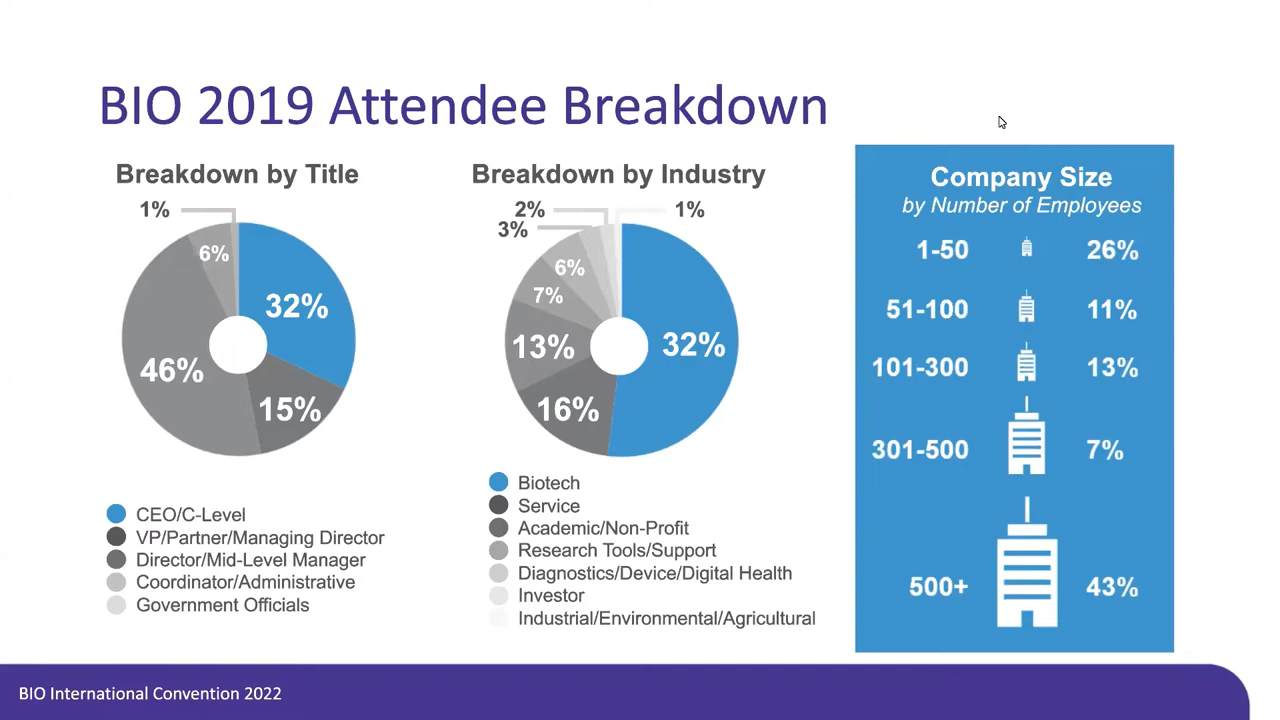 BIO 2019 Attendee Breakdown
Breakdown by Title
1%
6%
32%
46%
15%
CEO/C-Level
VP/Partner/Managing Director
Director/Mid-Level Manager
Coordinator/Administrative
Government Officials
Breakdown by Industry
2%
1%
3%
6%
7%
13%
32%
16%
Biotech
Service
Academic/Non-Profit
Research Tools/Support
Diagnostics/Device/Digital Health
Investor
Industrial/Environmental/Agricultural
Company Size
by Number of Employees
1-50 26%
51-100 11%
101-300 13%
301-500 7%
500+ 43%
BIO International Convention 2022